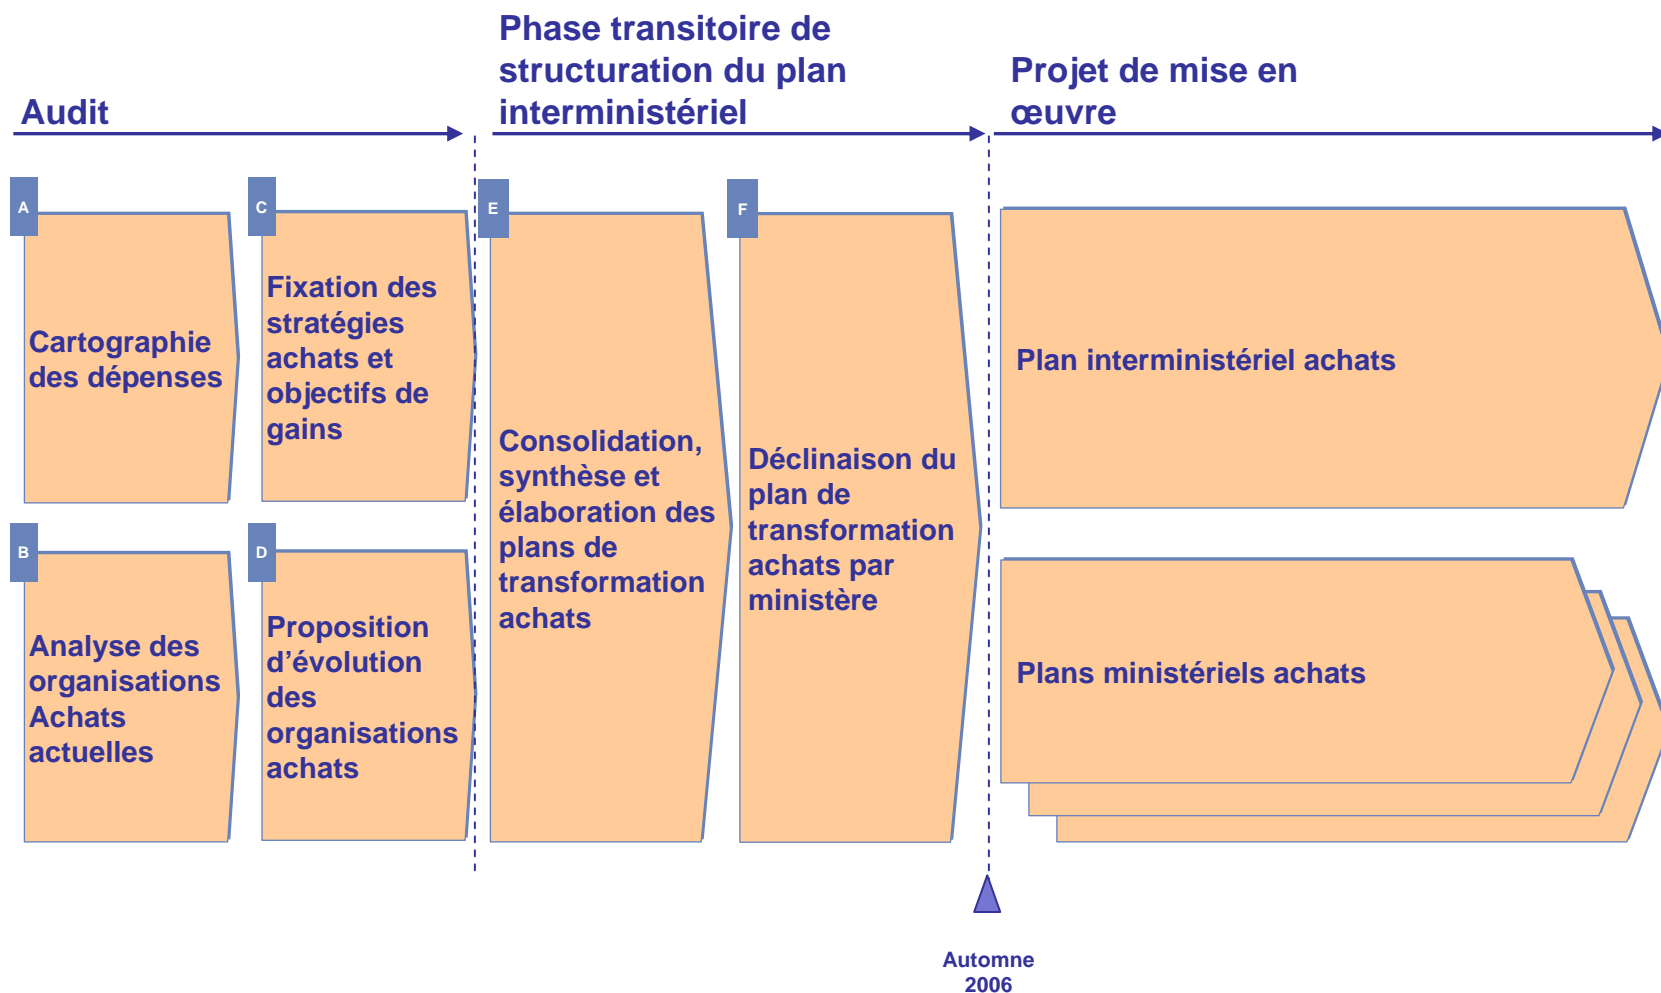 Audit
Phase transitoire de
structuration du plan
interministériel
Projet de mise en
œuvre
A
Cartographie
des dépenses
C
Fixation des
stratégies
achats et
objectifs de
gains
B
Analyse des
organisations
Achats
actuelles
D
Proposition
d’évolution
des
organisations
achats
E
Consolidation,
synthèse et
élaboration des
plans de
transformation
achats
F
Déclinaison du
plan de
transformation
achats par
ministère
Plan interministériel achats
Plans ministériels achats
Automne
2006